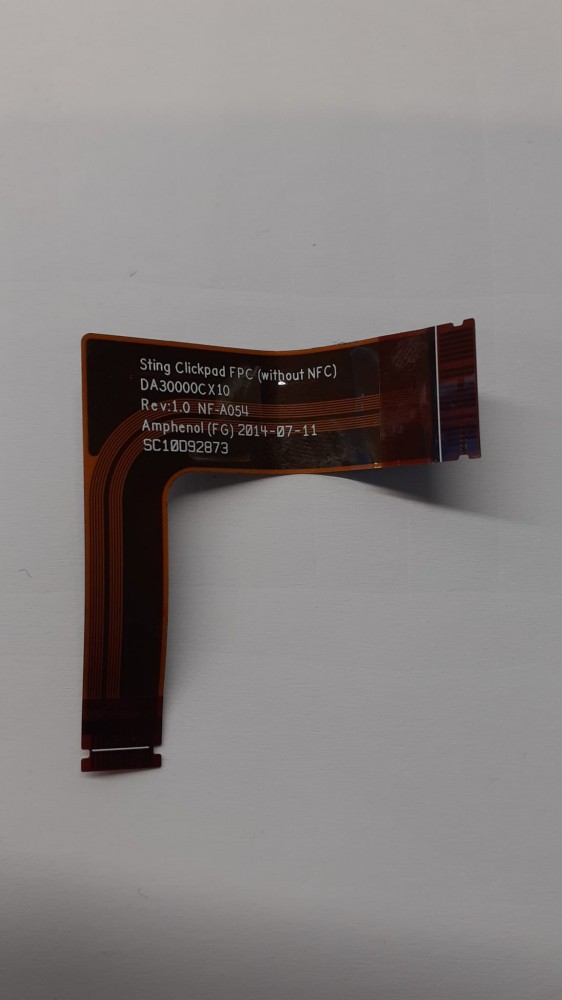 Sting Clickpad FPC (without NFC)
DA30000CX10
Rev:1.0 NF-A054
Amphenol (FG) 2014-07-11
SC10D92873